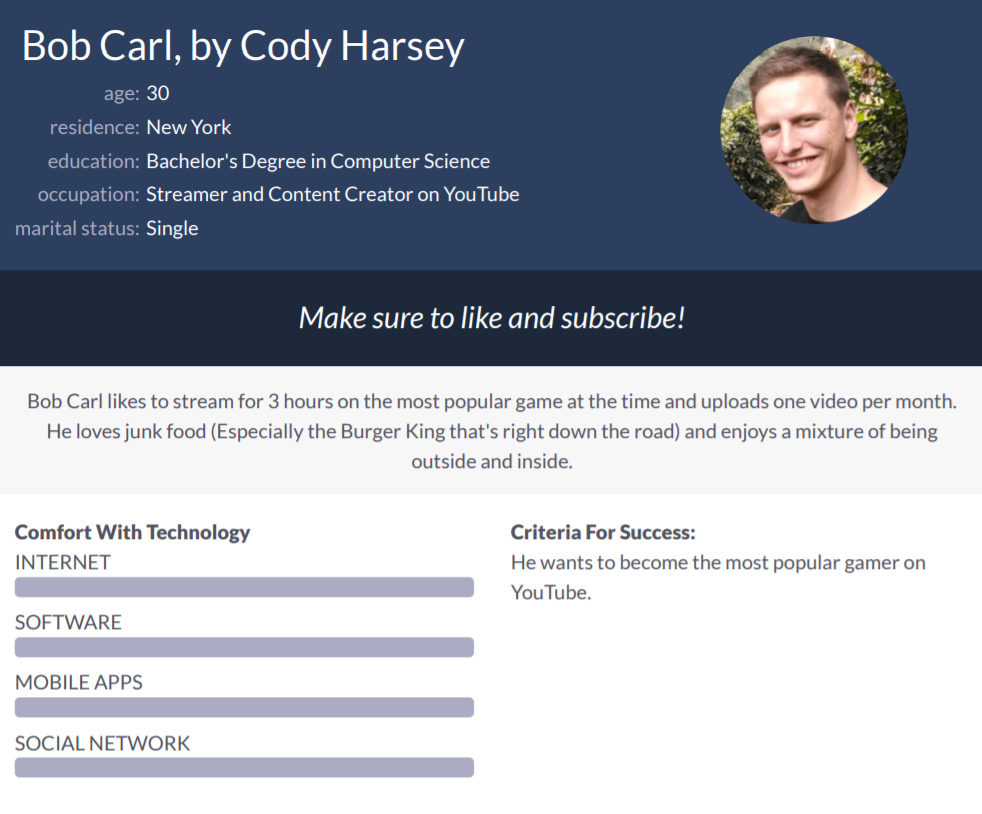 Bob Carl, by Cody Harsey
age: 30
residence: New York
education: Bachelor's Degree in Computer Science
occupation: Streamer and Content Creator on YouTube
marital status: Single
Make sure to like and subscribe!
Bob Carl likes to stream for 3 hours on the most popular game at the time and uploads one video per month.
He loves junk food (Especially the Burger King that's right down the road) and enjoys a mixture of being
outside and inside.
Comfort With Technology
INTERNET
SOFTWARE
MOBILE APPS
SOCIAL NETWORK
Criteria For Success:
He wants to become the most popular gamer on
YouTube.